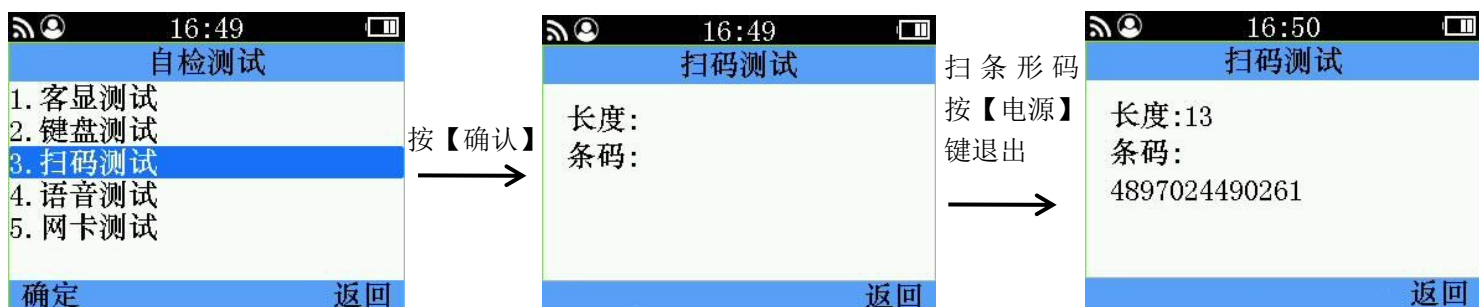 16:49
自检测试
1.客显测试
2.键盘测试
3.扫码测试
4.语音测试
5.网卡测试
确定 返回
按【确认】
16:49
扫码测试
长度:
条码:
返回
扫条形码
按【电源】
键退出
16:50
扫码测试
长度:13
条码:
4897024490261
返回